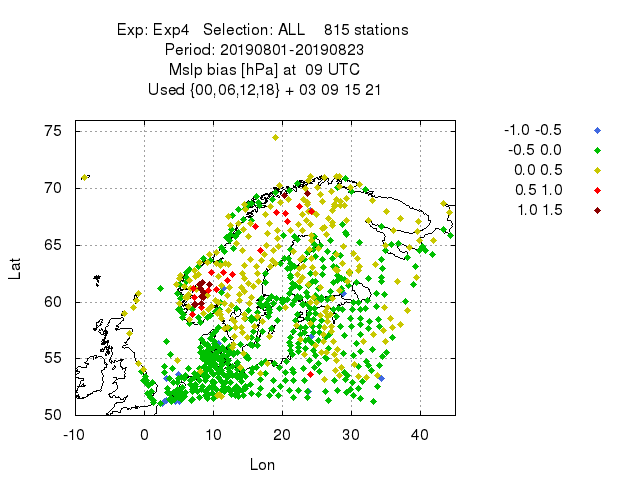 Exp: Exp4 Selection: ALL 815 stations
Period: 20190801-20190823
Mslp bias [hPa] at 09 UTC
Used {00,06,12,18} + 03 09 15 21
-1.0 -0.5
-0.5 0.0
0.0 0.5
0.5 1.0
1.0 1.5
Lat
75
70
65
60
55
50
-10 0 10 20 30 40
Lon